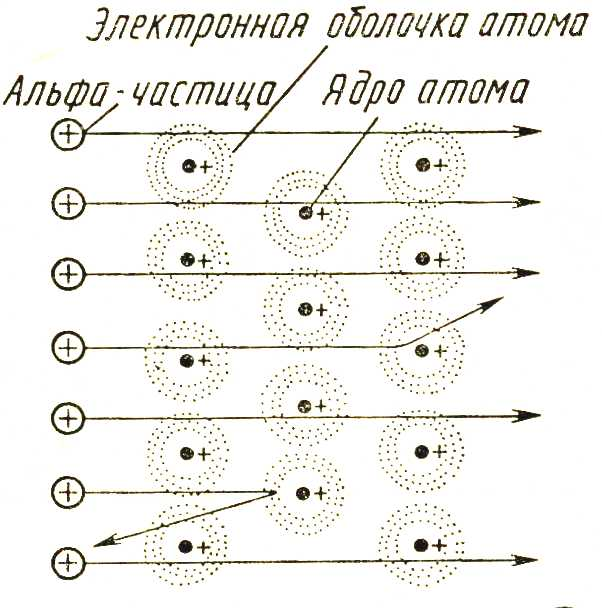 Электронная оболочка атома
Альфа-частица Ядро атома